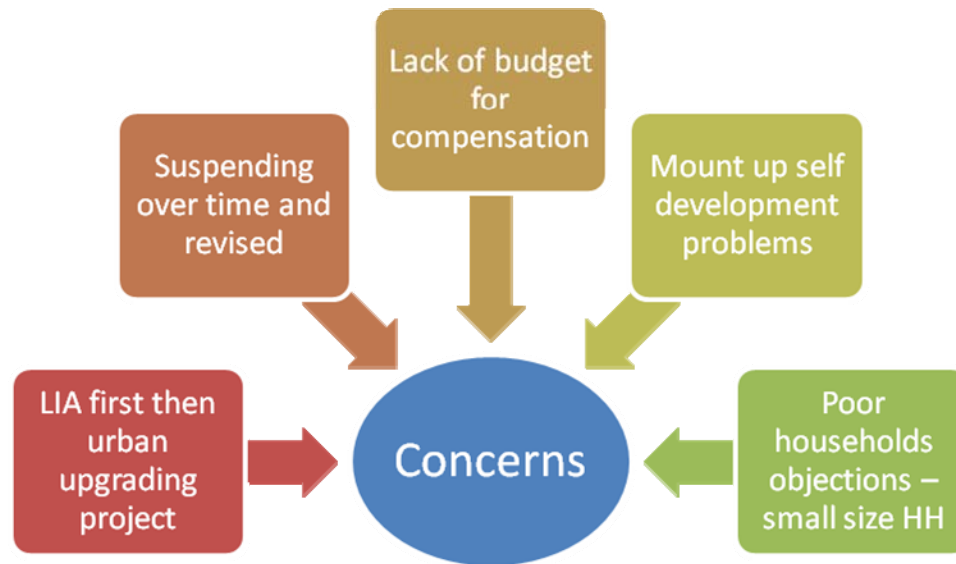 Lack of budget
for
compensation
Suspending
over time and
revised
Mount up self
development
problems
LIA first then
urban
upgrading
project
Concerns
Poor
households
objections –
small size HH